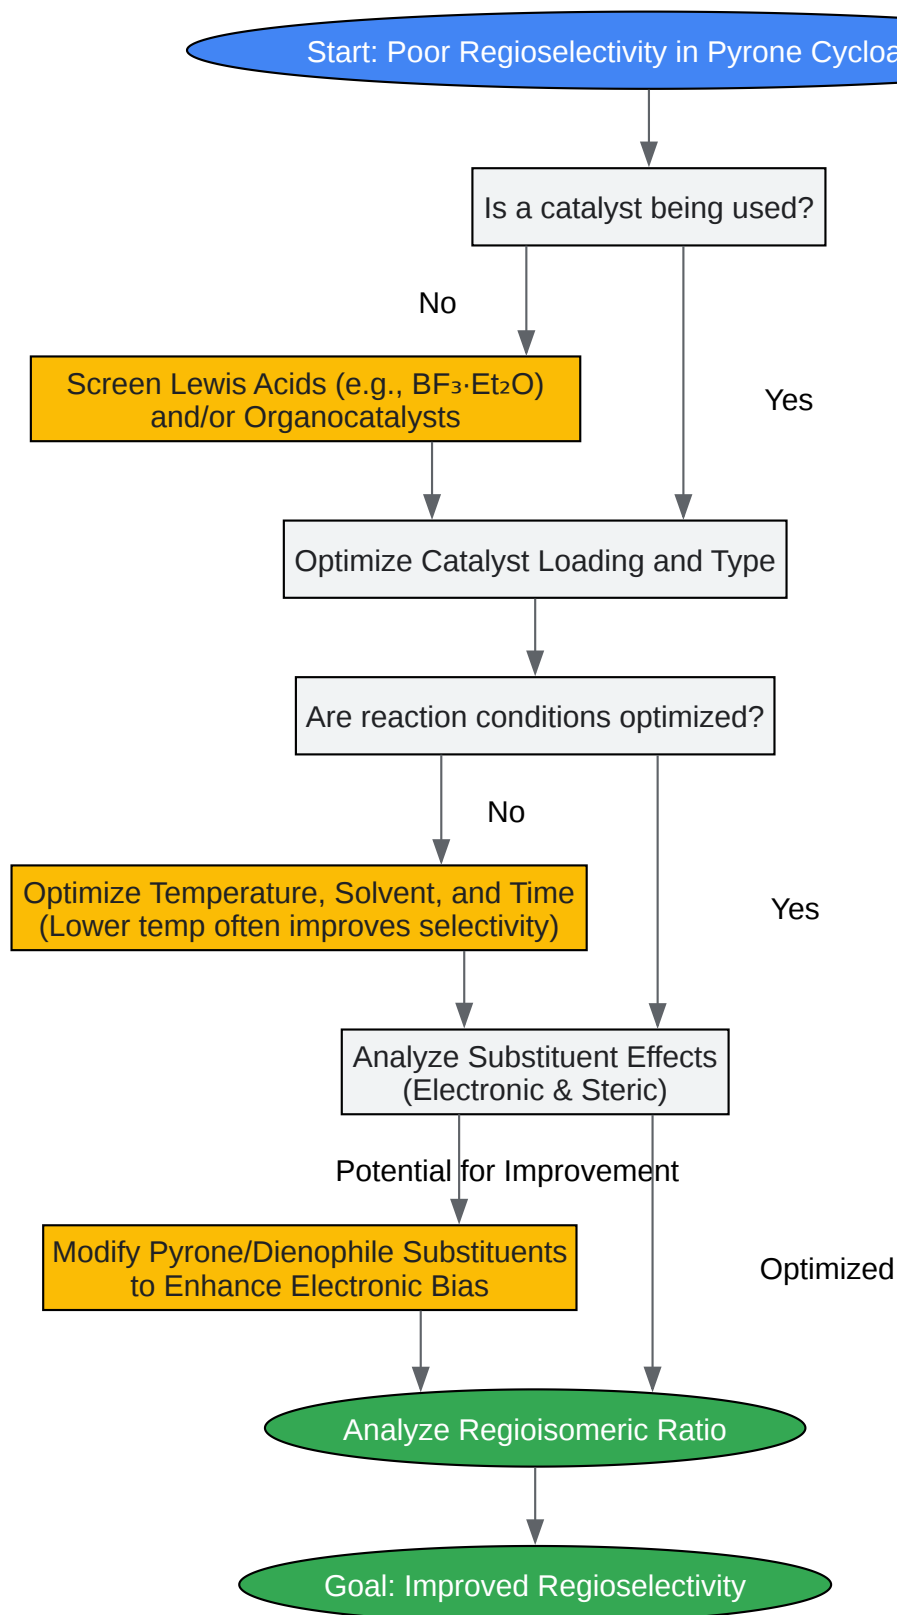 Start: Poor Regioselectivity in Pyrone
Is a catalyst being used?
No
Screen Lewis Acids (e.g., BF₃·Et₂O)
and/or Organocatalysts
Yes
Optimize Catalyst Loading and Type
Are reaction conditions optimized?
No
Optimize Temperature, Solvent, and Time
(Lower temp often improves selectivity)
Yes
Analyze Substituent Effects
(Electronic & Steric)
Potential for Improvement
Modify Pyrone/Dienophile Substituents
to Enhance Electronic Bias
Optimized
Analyze Regioisomeric Ratio
Goal: Improved Regioselectivity